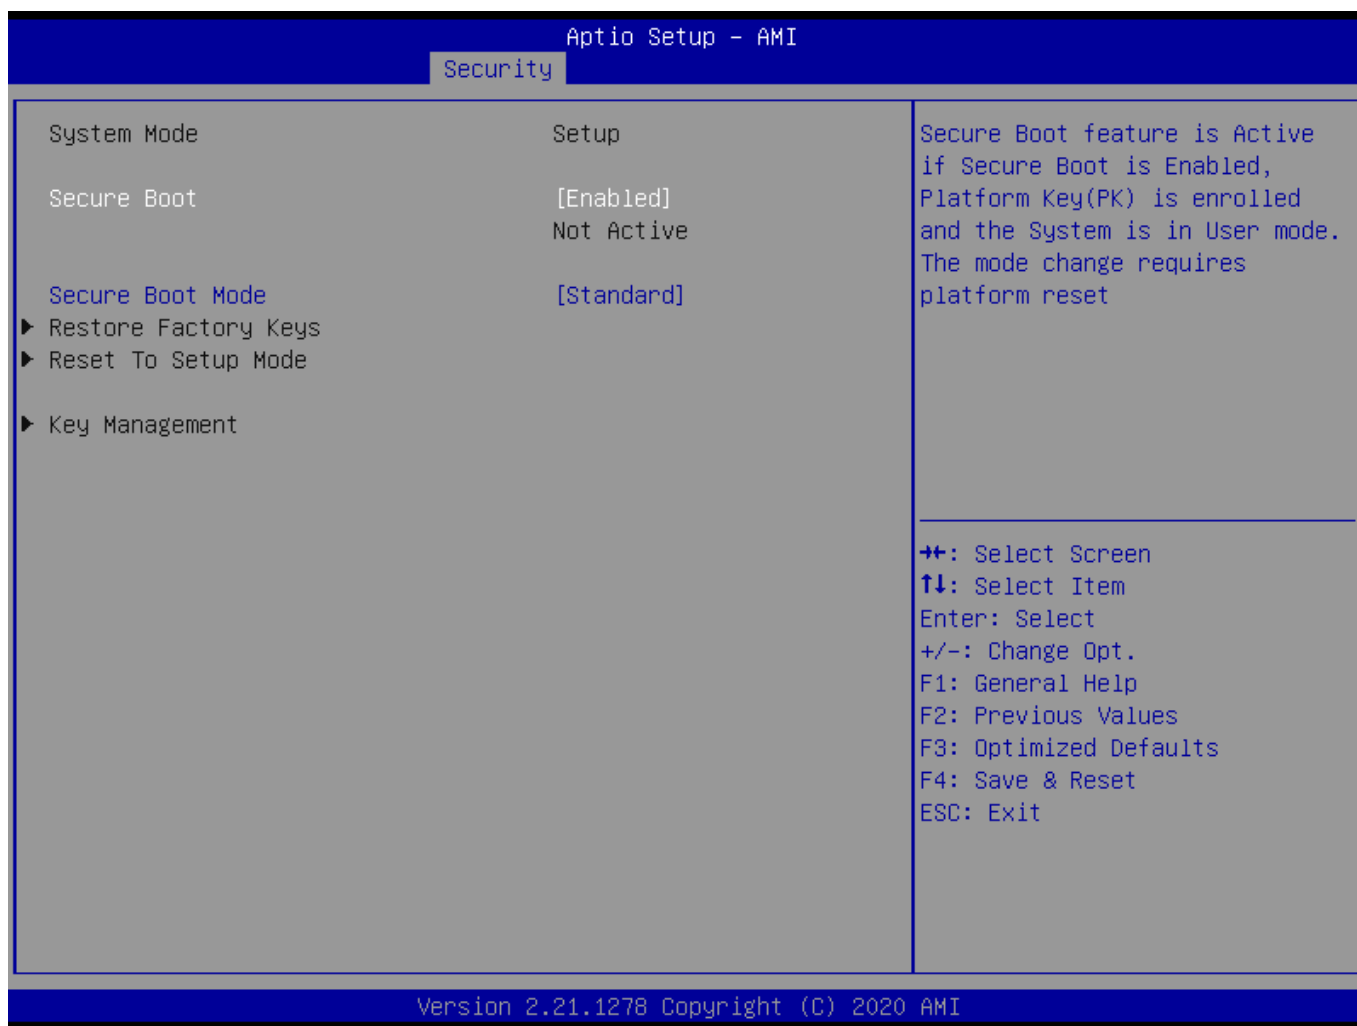 Aptio Setup – AMI
Security
System Mode Setup
Secure Boot [Enabled]
Not Active
Secure Boot Mode [Standard]
▶ Restore Factory Keys
▶ Reset To Setup Mode
▶ Key Management
Secure Boot feature is Active
if Secure Boot is Enabled,
Platform Key(PK) is enrolled
and the System is in User mode.
The mode change requires
platform reset
→←: Select Screen
↑↓: Select Item
Enter: Select
+/-: Change Opt.
F1: General Help
F2: Previous Values
F3: Optimized Defaults
F4: Save & Reset
ESC: Exit
Version 2.21.1278 Copyright (C) 2020 AMI